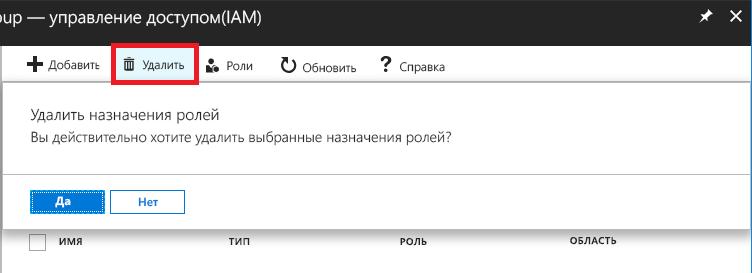 oup — управление доступом(IAM)
Добавить Удалить Роли Обновить Справка
Удалить назначения ролей
Вы действительно хотите удалить выбранные назначения ролей?
Да Нет
ИМЯ ТИП РОЛЬ ОБЛАСТЬ